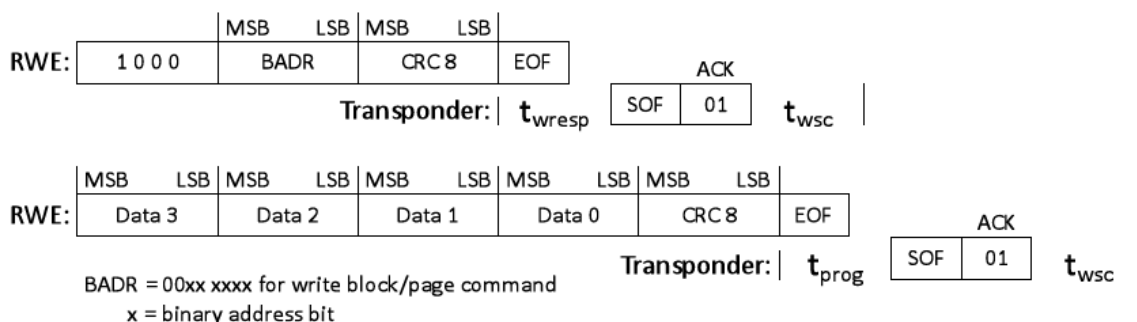 MSB LSB MSB LSB
RWE: 1 0 0 0 BADR CRC 8 EOF
ACK
Transponder: twresp SOF 01 twsc
MSB LSB MSB LSB MSB LSB MSB LSB MSB LSB
RWE: Data 3 Data 2 Data 1 Data 0 CRC 8 EOF
ACK
Transponder: tprog SOF 01 twsc
BADR = 00xx xxxx for write block/page command
x = binary address bit